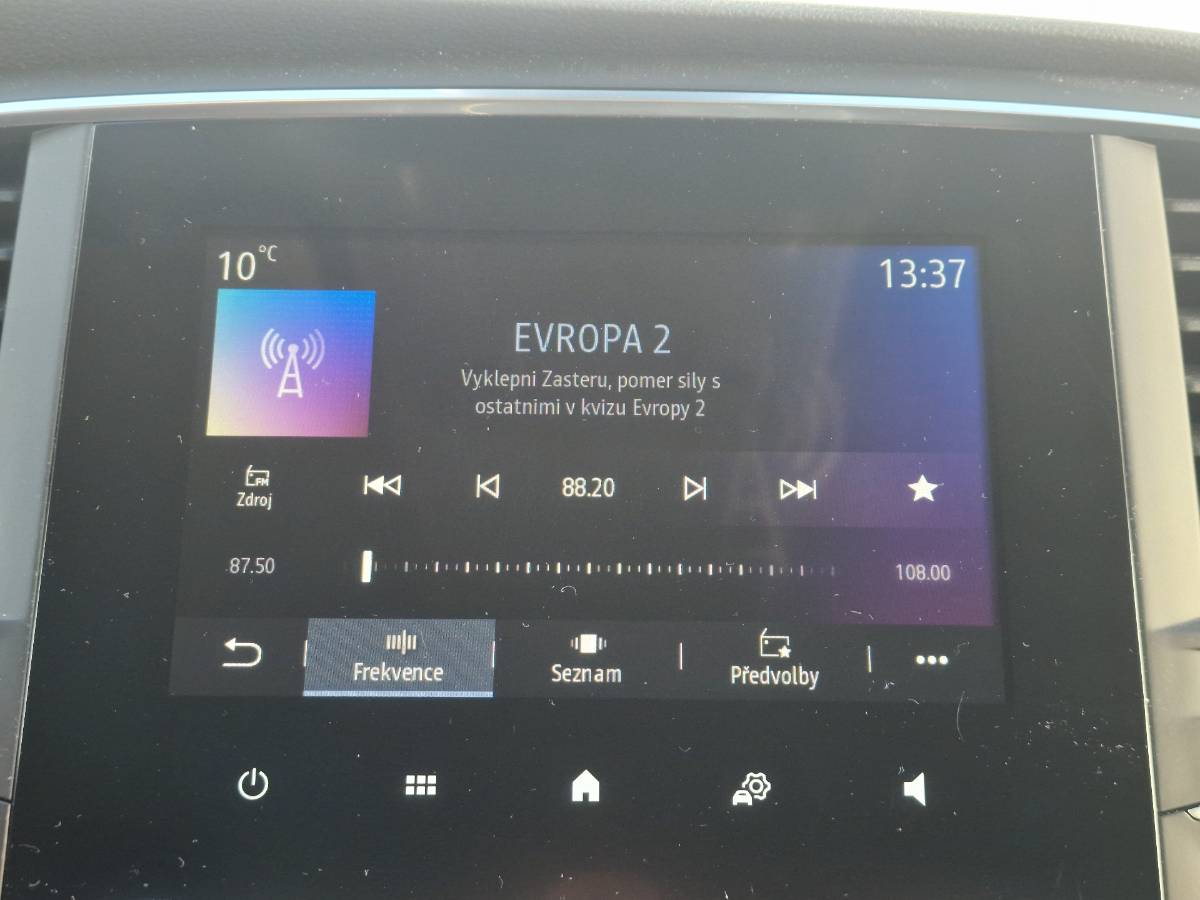 10°C
13:37
EVROPA 2
Vyklepni Zasteru, pomer sily s
ostatnimi v kvizu Evropy 2
FM
Zdroj
88.20
87.50
108.00
Frekvence
Seznam
Předvolby